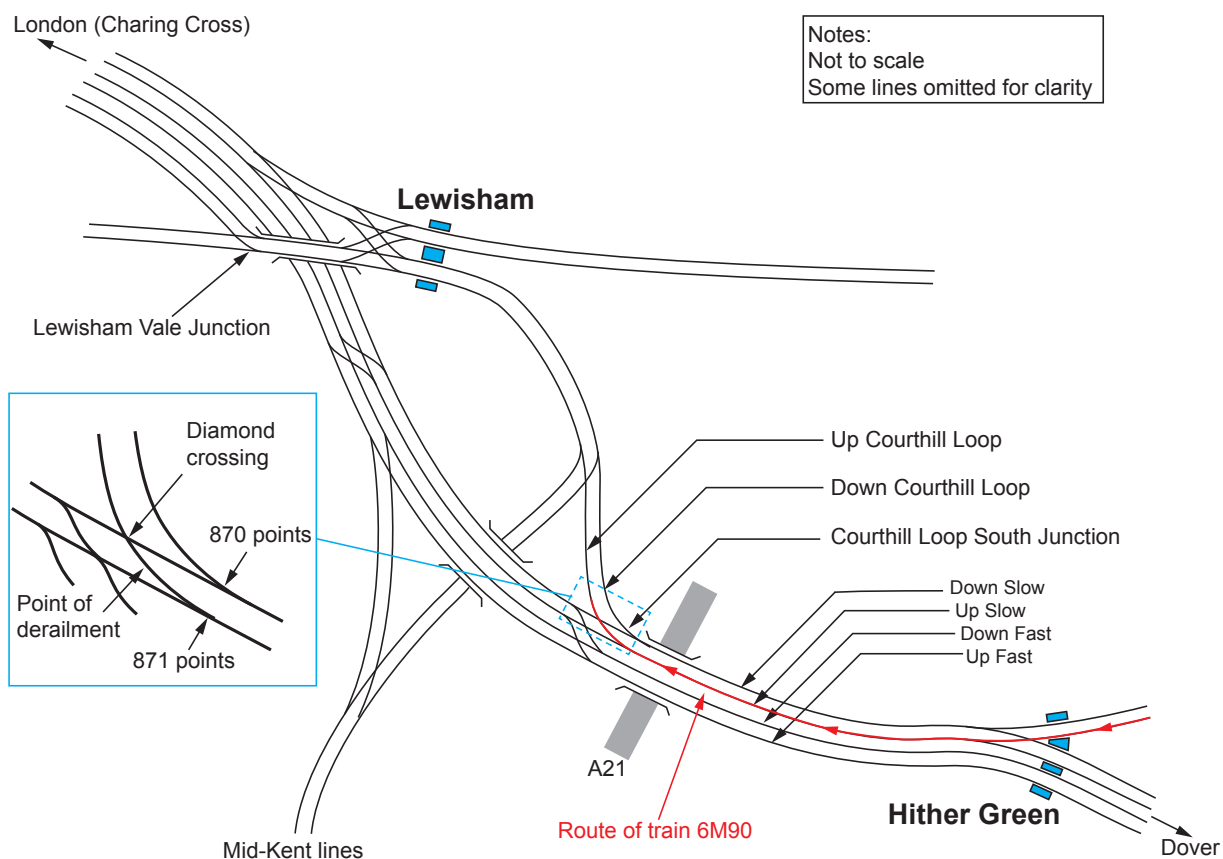 London (Charing Cross)
Notes:
Not to scale
Some lines omitted for clarity
Lewisham
Lewisham Vale Junction
Diamond
crossing
870 points
Point of
derailment
871 points
Up Courthill Loop
Down Courthill Loop
Courthill Loop South Junction
Down Slow
Up Slow
Down Fast
Up Fast
A21
Hither Green
Route of train 6M90
Mid-Kent lines
Dover